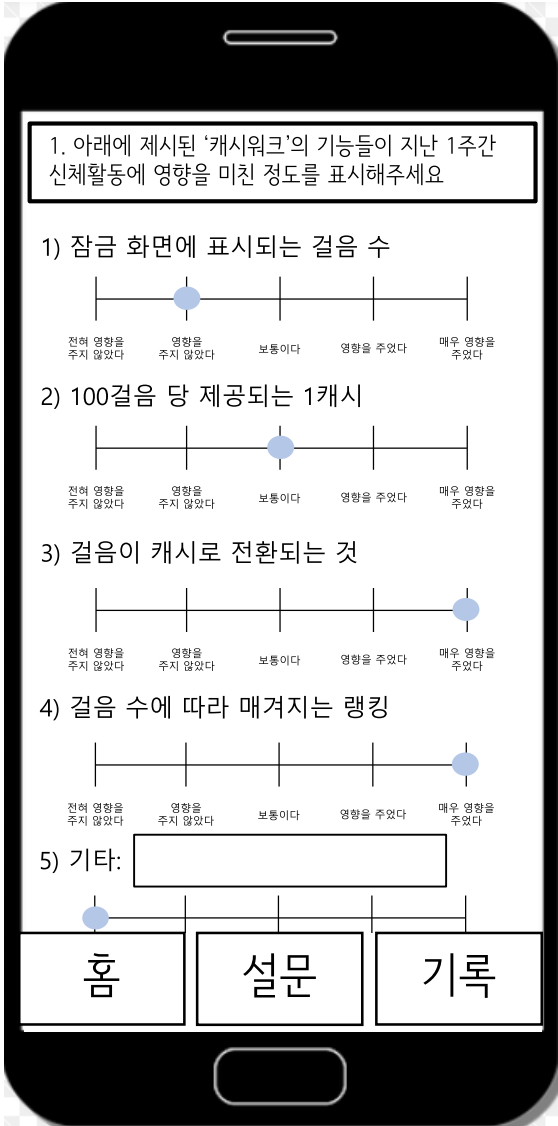 1. 아래에 제시된 ‘캐시워크’의 기능들이 지난 1주간
신체활동에 영향을 미친 정도를 표시해주세요
1) 잠금 화면에 표시되는 걸음 수
전혀 영향을 영향을 매우 영향을
주지 않았다 주지 않았다 보통이다 영향을 주었다 주었다
2) 100걸음 당 제공되는 1캐시
전혀 영향을 영향을 매우 영향을
주지 않았다 주지 않았다 보통이다 영향을 주었다 주었다
3) 걸음이 캐시로 전환되는 것
전혀 영향을 영향을 매우 영향을
주지 않았다 주지 않았다 보통이다 영향을 주었다 주었다
4) 걸음 수에 따라 매겨지는 랭킹
전혀 영향을 영향을 매우 영향을
주지 않았다 주지 않았다 보통이다 영향을 주었다 주었다
5) 기타:
홈 설문 기록